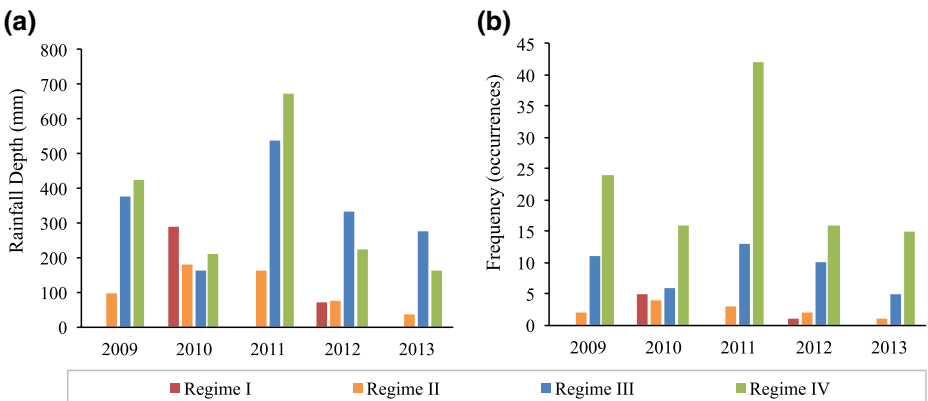 (a)
800
700
600
500
400
300
200
100
0
Rainfall Depth (mm)
2009 2010 2011 2012 2013
(b)
45
40
35
30
25
20
15
10
5
0
Frequency (occurrences)
2009 2010 2011 2012 2013
Regime I Regime II Regime III Regime IV